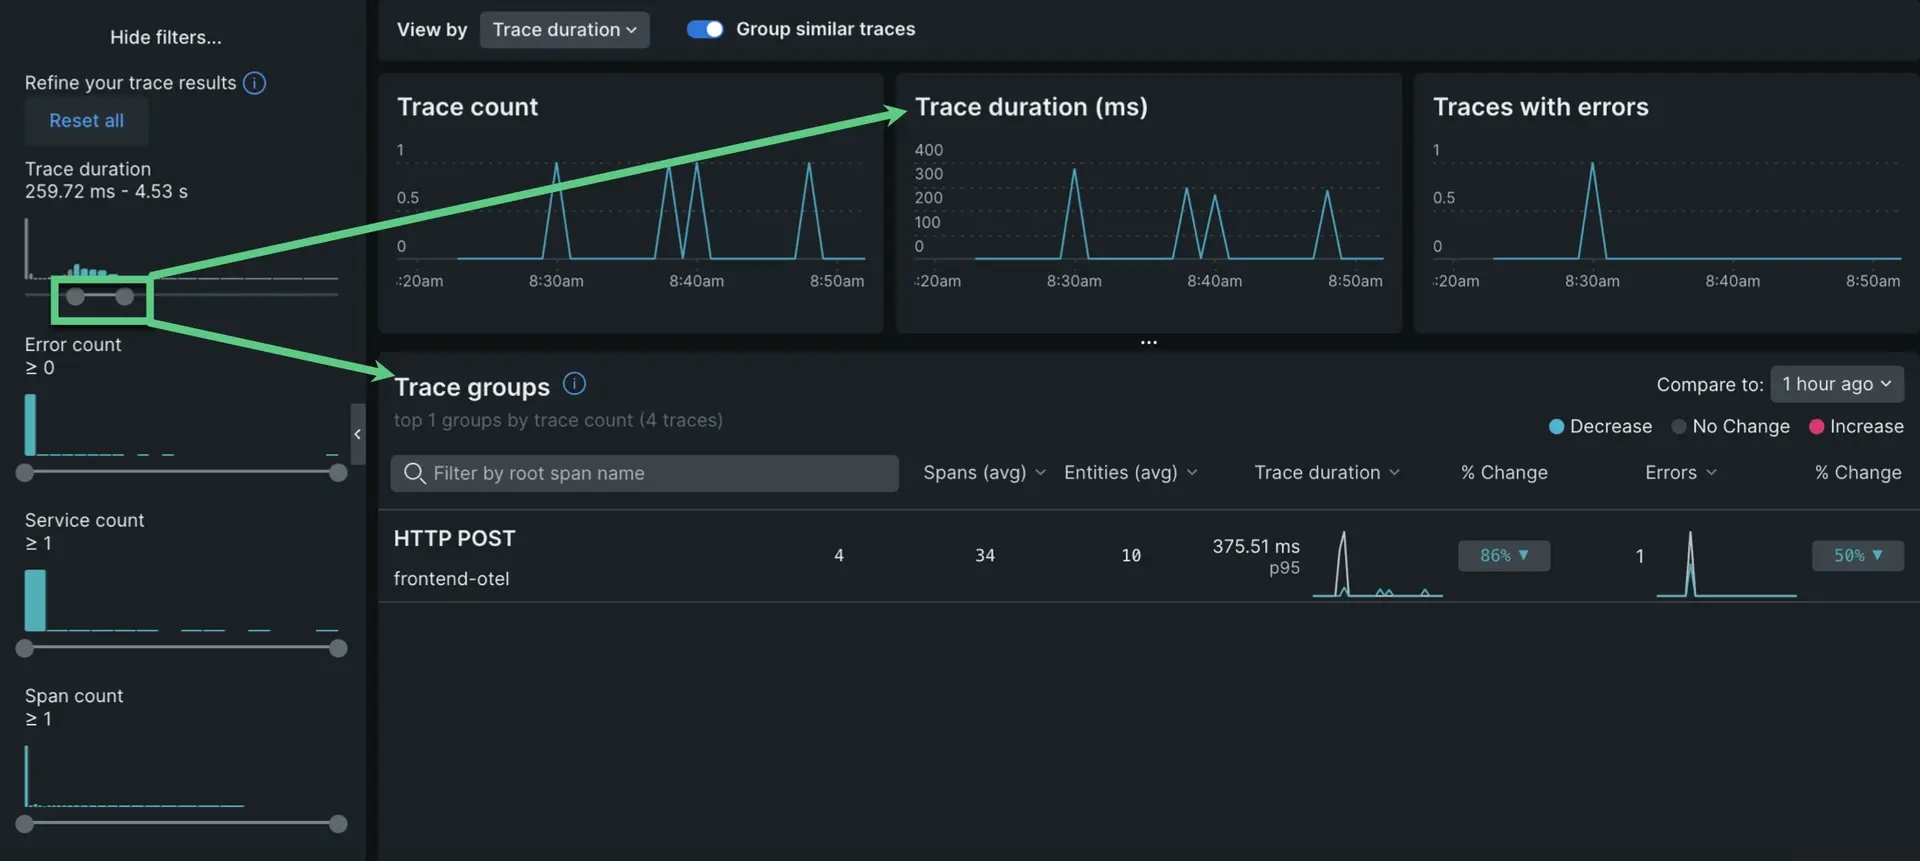 Hide filters...
Refine your trace results
Reset all
Trace duration
259.72 ms - 4.53 s
Error count
≥ 0
Service count
≥ 1
Span count
≥ 1
View by Trace duration Group similar traces
Trace count
1
0.5
0
:20am 8:30am 8:40am 8:50am
Trace duration (ms)
400
300
200
100
0
:20am 8:30am 8:40am 8:50am
Traces with errors
1
0.5
0
:20am 8:30am 8:40am 8:50am
...
Trace groups
top 1 groups by trace count (4 traces)
Compare to: 1 hour ago
Decrease No Change Increase
Filter by root span name Spans (avg) Entities (avg) Trace duration % Change Errors % Change
HTTP POST
frontend-otel
4 34 10 375.51 ms 86% ▼ 1 50% ▼
p95